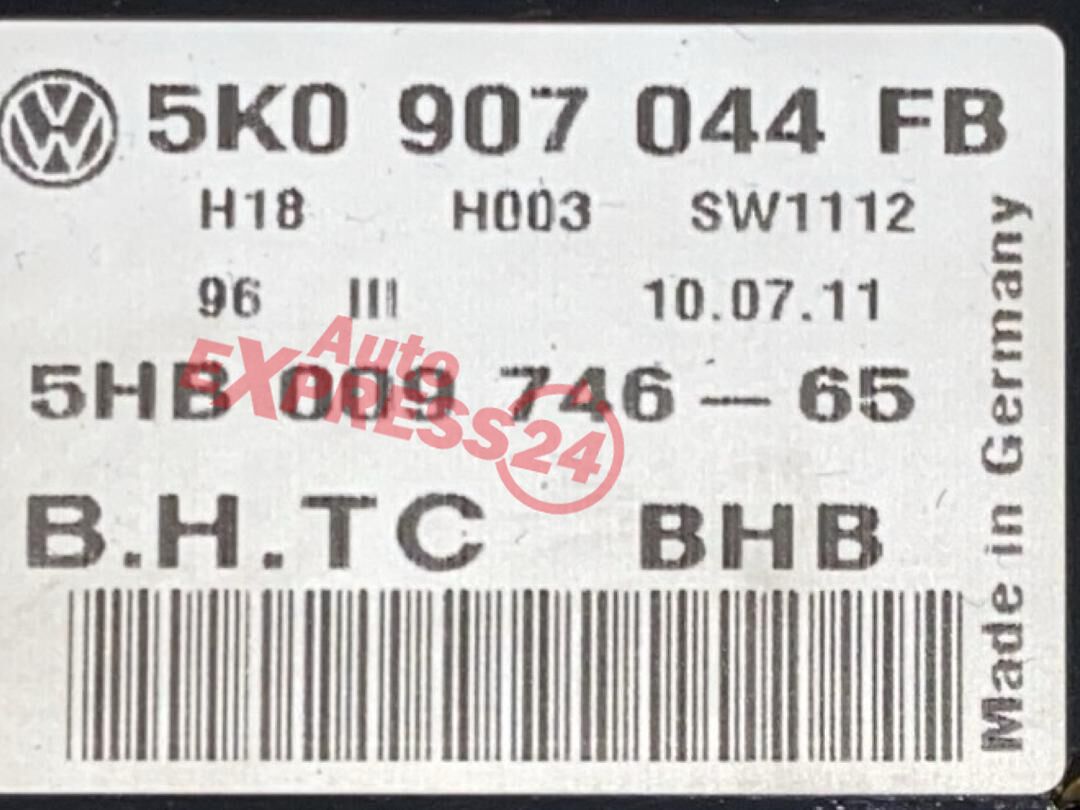 5K0 907 044 FB
H18 H003 SW1112
96 III 10.07.11
5HB 009 746-65
Auto
EXPRESS24
B.H.TC BHB
Made in Germany